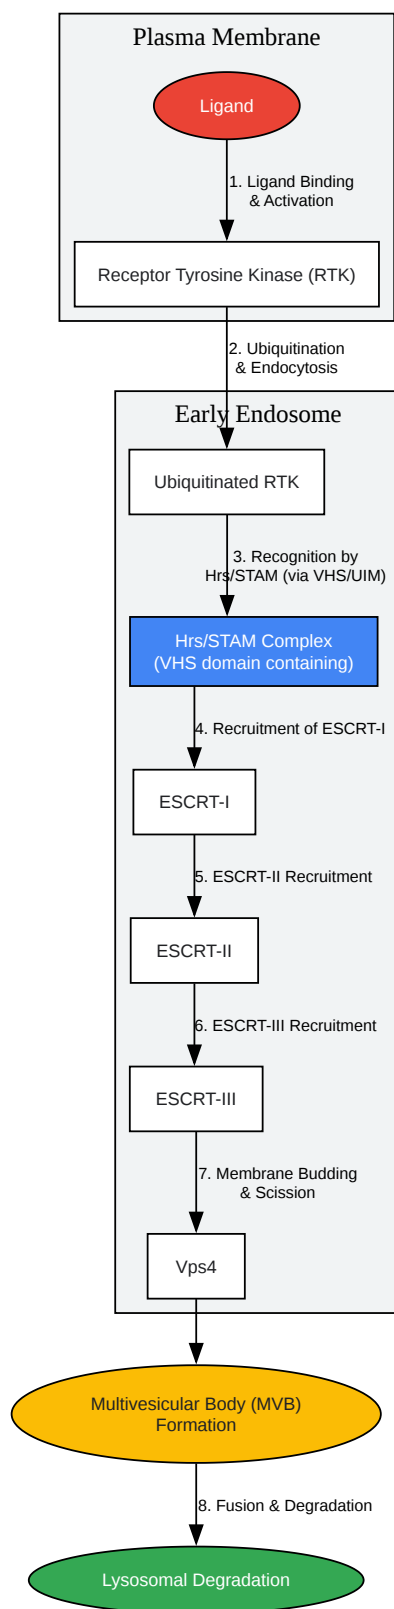 Plasma Membrane
Ligand
1. Ligand Binding
& Activation
Receptor Tyrosine Kinase (RTK)
2. Ubiquitination
& Endocytosis
Early Endosome
Ubiquitinated RTK
3. Recognition by
Hrs/STAM (via VHS/UIM)
Hrs/STAM Complex
(VHS domain containing)
4. Recruitment of ESCRT-I
ESCRT-I
5. ESCRT-II Recruitment
ESCRT-II
6. ESCRT-III Recruitment
ESCRT-III
7. Membrane Budding
& Scission
Vps4
Multivesicular Body (MVB)
Formation
8. Fusion & Degradation
Lysosomal Degradation